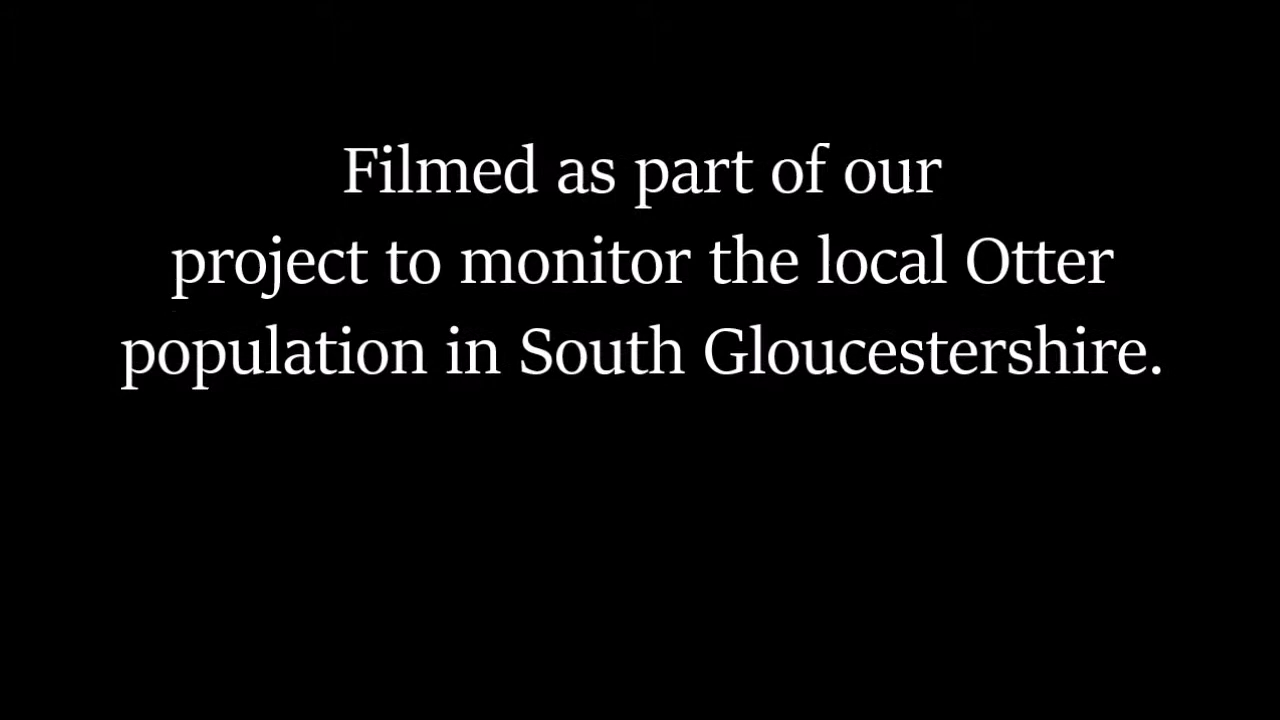 Filmed as part of our
project to monitor the local Otter
population in South Gloucestershire.